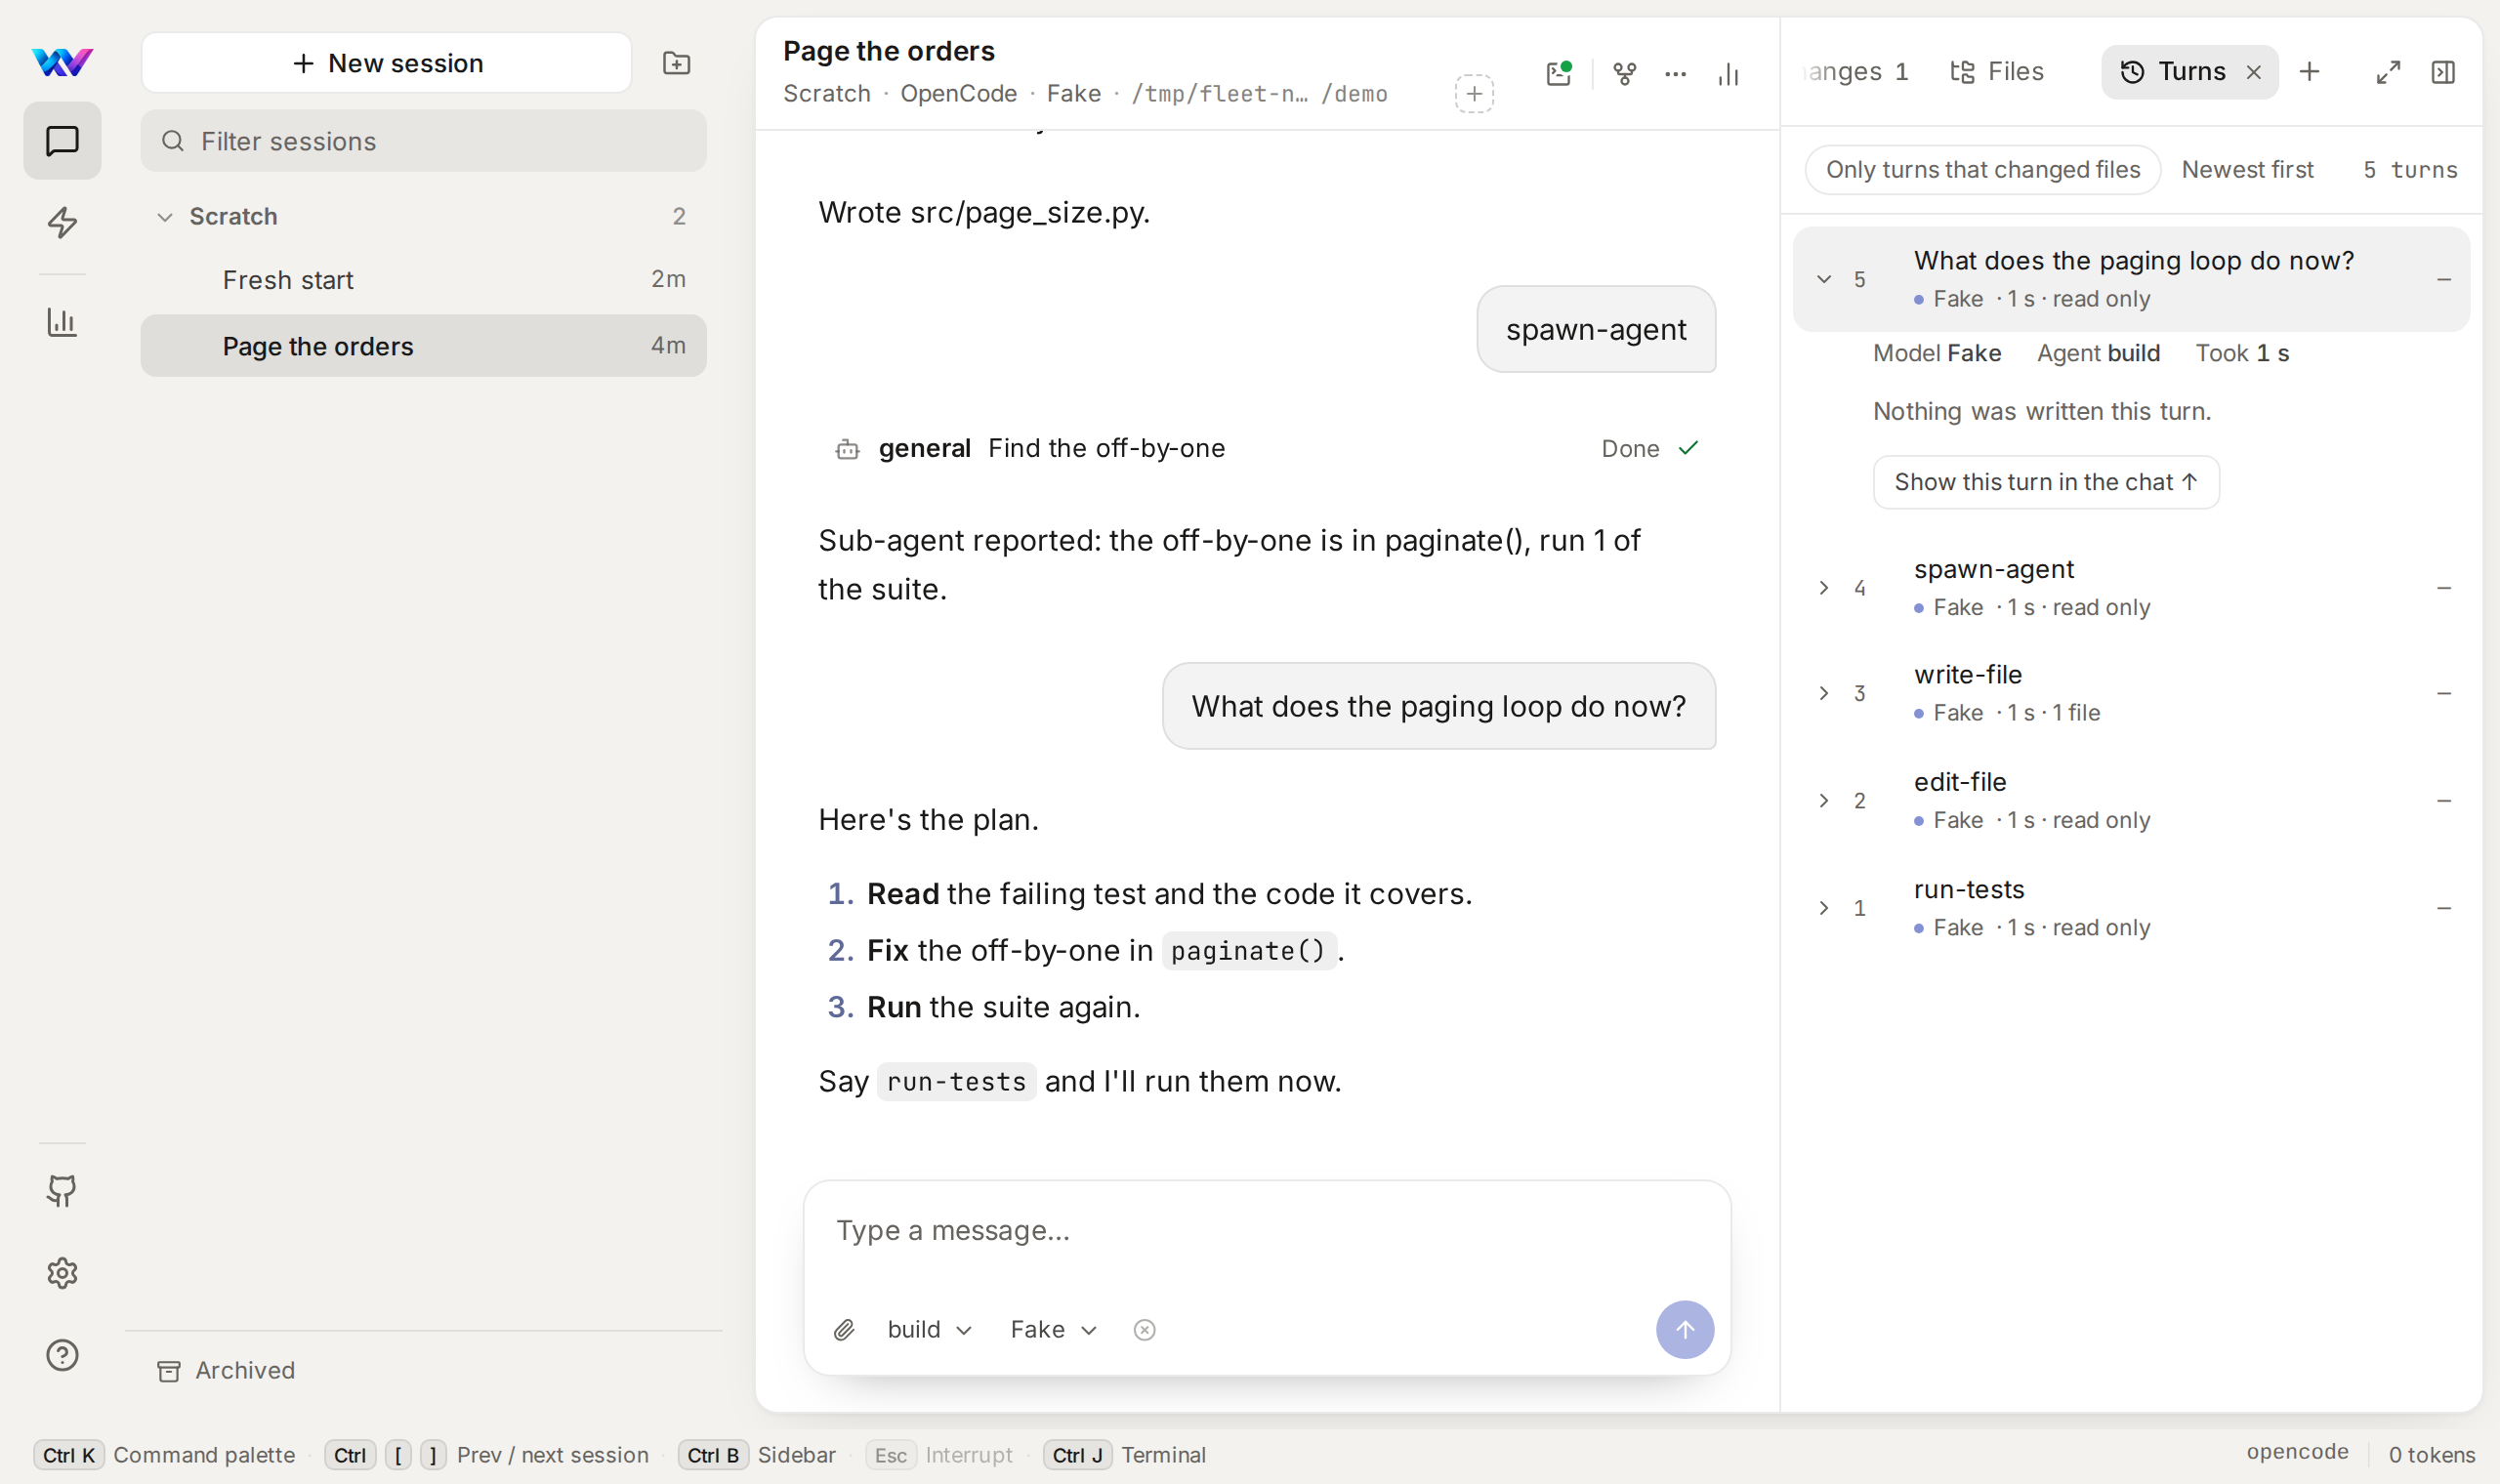 New session
Filter sessions
Scratch 2
Fresh start 2m
Page the orders 4m
Archived
Page the orders
Scratch · OpenCode · Fake · /tmp/fleet-n… /demo
Wrote src/page_size.py.
spawn-agent
general Find the off-by-one Done
Sub-agent reported: the off-by-one is in paginate(), run 1 of
the suite.
What does the paging loop do now?
Here's the plan.
1. Read the failing test and the code it covers.
2. Fix the off-by-one in paginate().
3. Run the suite again.
Say run-tests and I'll run them now.
Type a message...
build Fake
anges 1 Files Turns
Only turns that changed files Newest first 5 turns
5 What does the paging loop do now? –
Fake · 1 s · read only
Model Fake Agent build Took 1 s
Nothing was written this turn.
Show this turn in the chat ↑
4 spawn-agent –
Fake · 1 s · read only
3 write-file –
Fake · 1 s · 1 file
2 edit-file –
Fake · 1 s · read only
1 run-tests –
Fake · 1 s · read only
Ctrl K Command palette · Ctrl [ ] Prev / next session · Ctrl B Sidebar · Esc Interrupt · Ctrl J Terminal
opencode 0 tokens